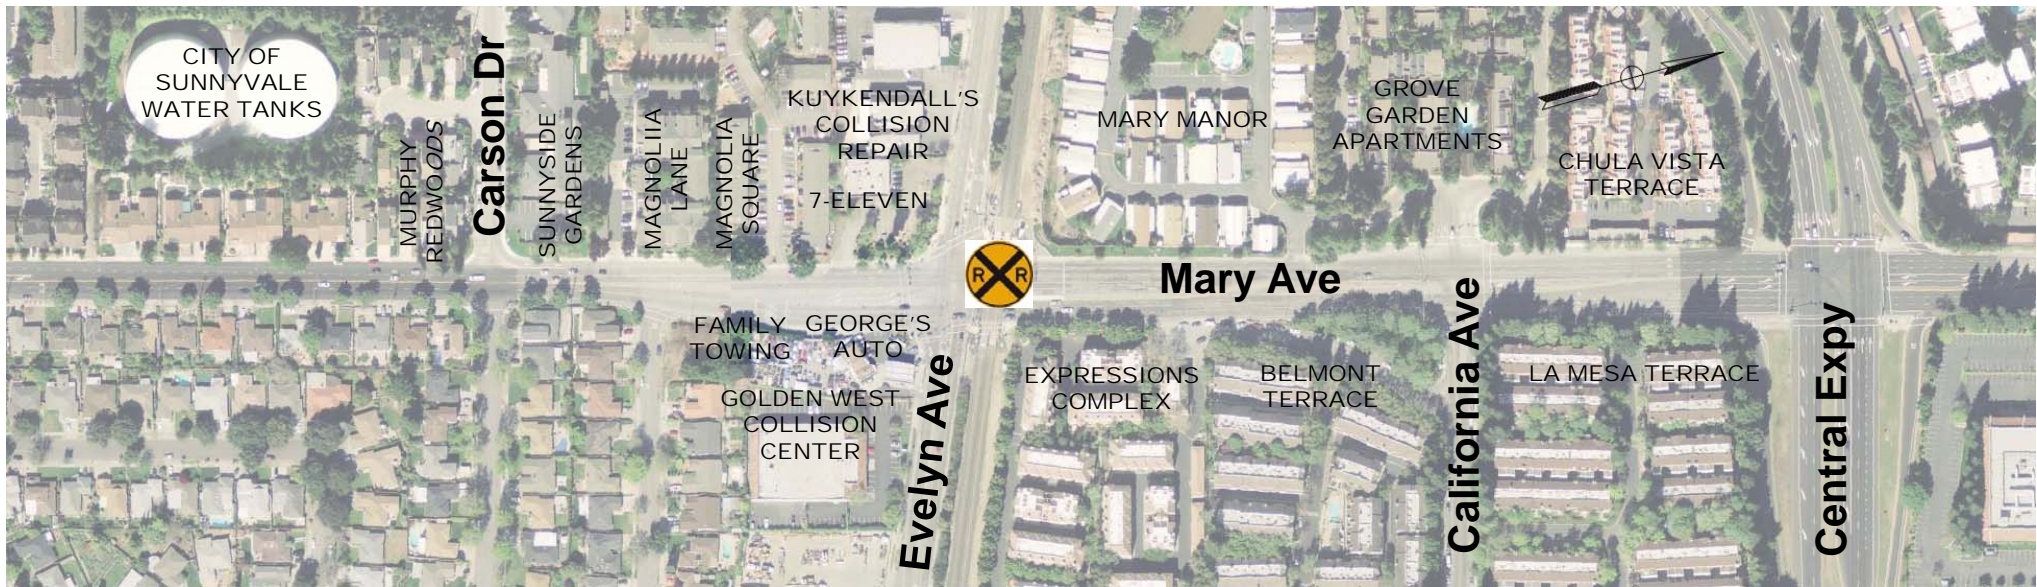 CITY OF
SUNNYVALE
WATER TANKS
MURPHY
REDWOODS
Carson Dr
SUNNYSIDE
GARDENS
MAGNOLIIA
LANE
MAGNOLIA
SQUARE
KUYKENDALL'S
COLLISION
REPAIR
7-ELEVEN
MARY MANOR
GROVE
GARDEN
APARTMENTS
CHULA VISTA
TERRACE
R R
Mary Ave
FAMILY
TOWING
GEORGE'S
AUTO
GOLDEN WEST
COLLISION
CENTER
Evelyn Ave
EXPRESSIONS
COMPLEX
BELMONT
TERRACE
California Ave
LA MESA TERRACE
Central Expy